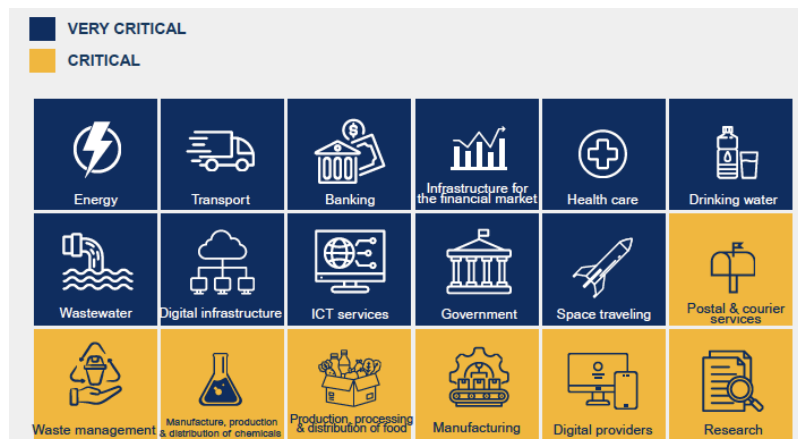 VERY CRITICAL
CRITICAL
Energy
Transport
Banking
Infrastructure for
the financial market
Health care
Drinking water
Wastewater
Digital infrastructure
ICT services
Government
Space traveling
Postal & courier
services
Waste management
Manufacture, production
& distribution of chemicals
Production, processing
& distribution of food
Manufacturing
Digital providers
Research